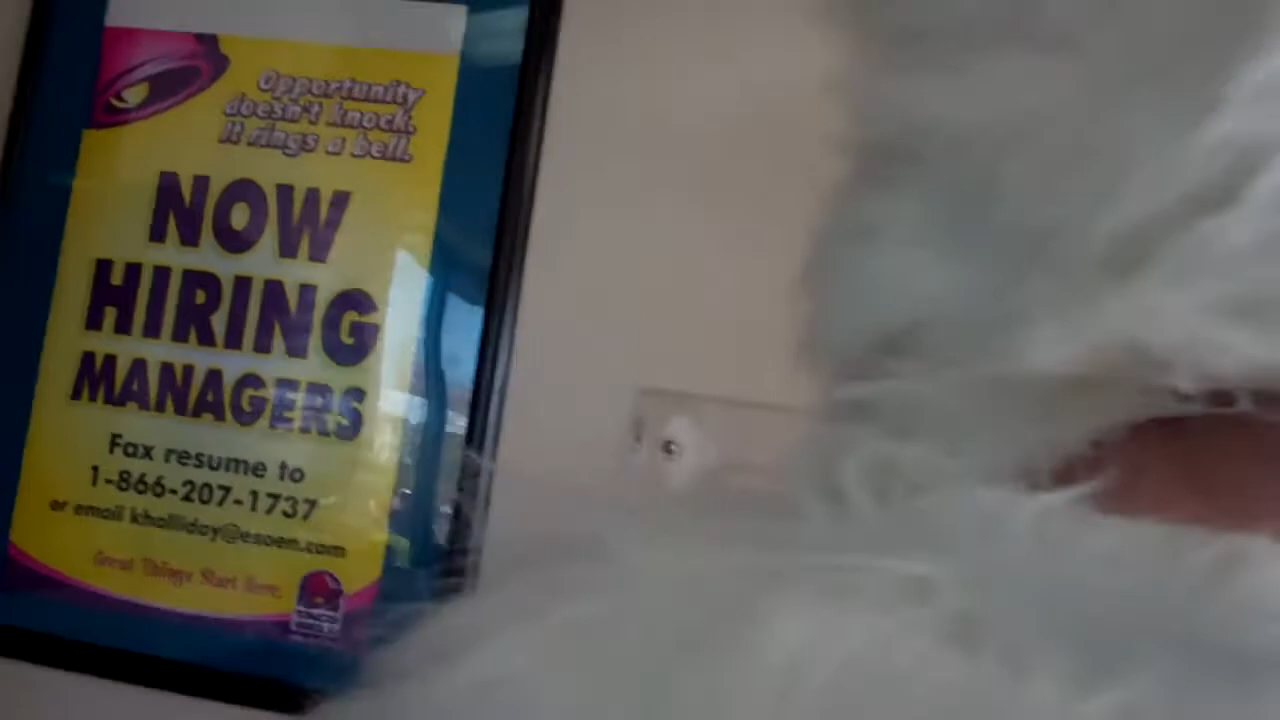 Opportunity
doesn't knock.
It rings a bell.
NOW
HIRING
MANAGERS
Fax resume to
1-866-207-1737
or email khalliday@esoen.com
Great Things Start Here.